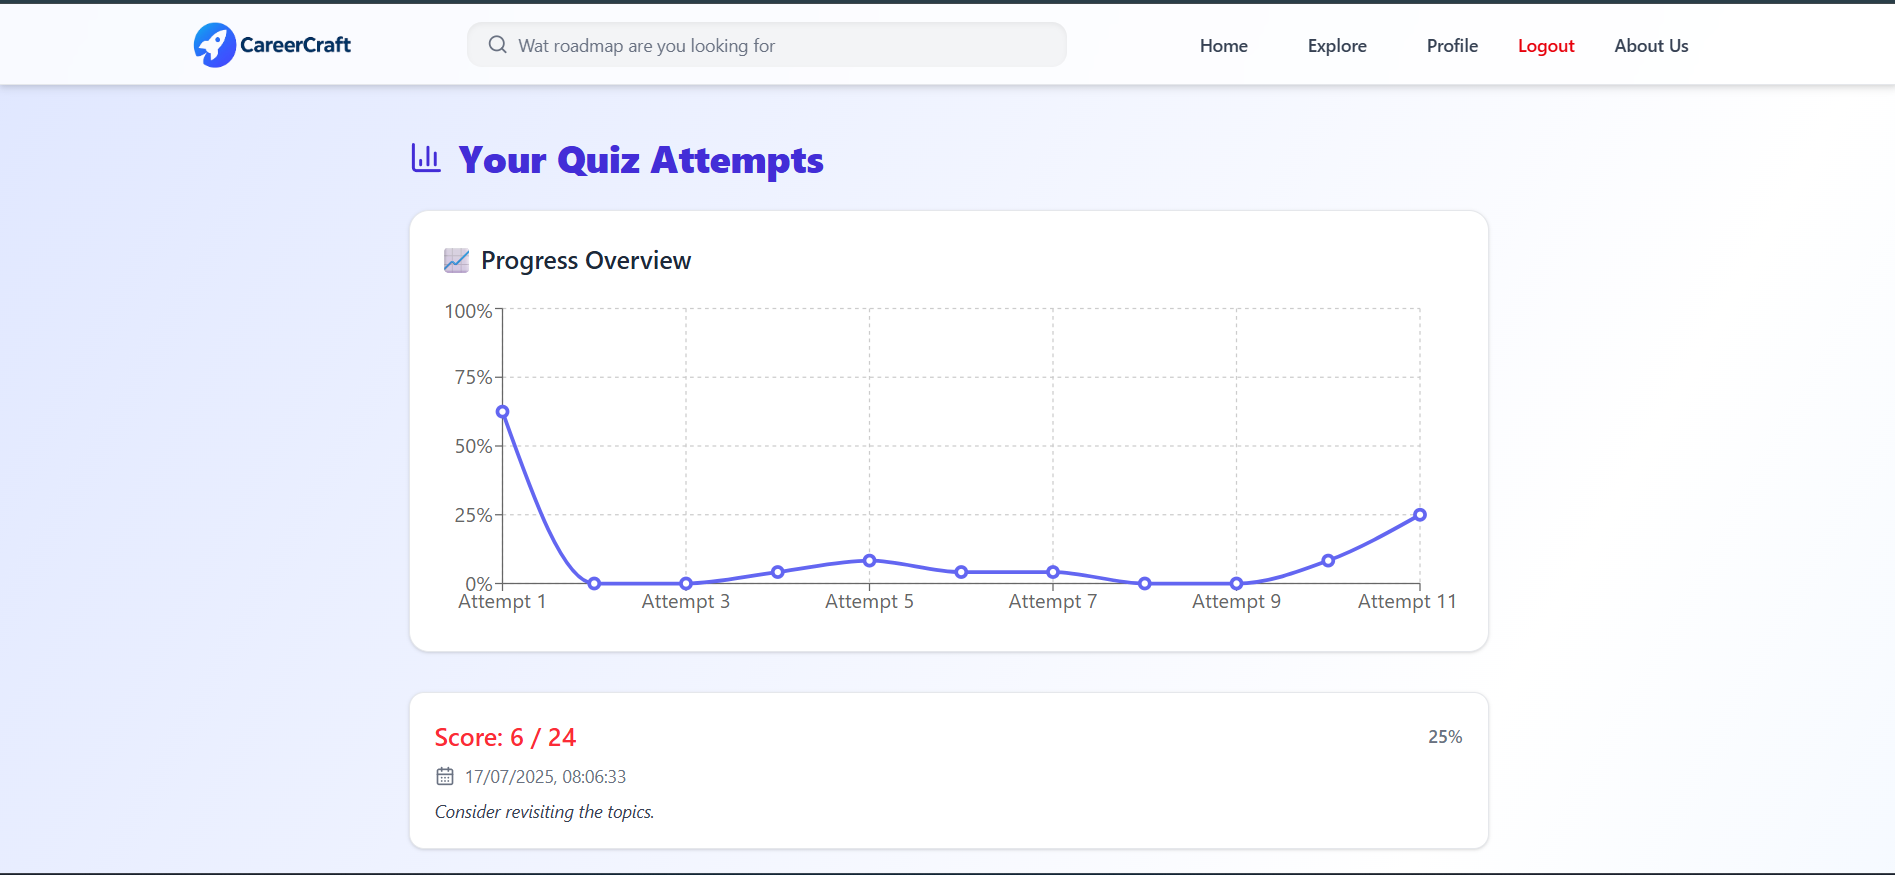 CareerCraft
Wat roadmap are you looking for
Home
Explore
Profile
Logout
About Us
Your Quiz Attempts
Progress Overview
100%
75%
50%
25%
0%
Attempt 1
Attempt 3
Attempt 5
Attempt 7
Attempt 9
Attempt 11
Score: 6 / 24
25%
17/07/2025, 08:06:33
Consider revisiting the topics.